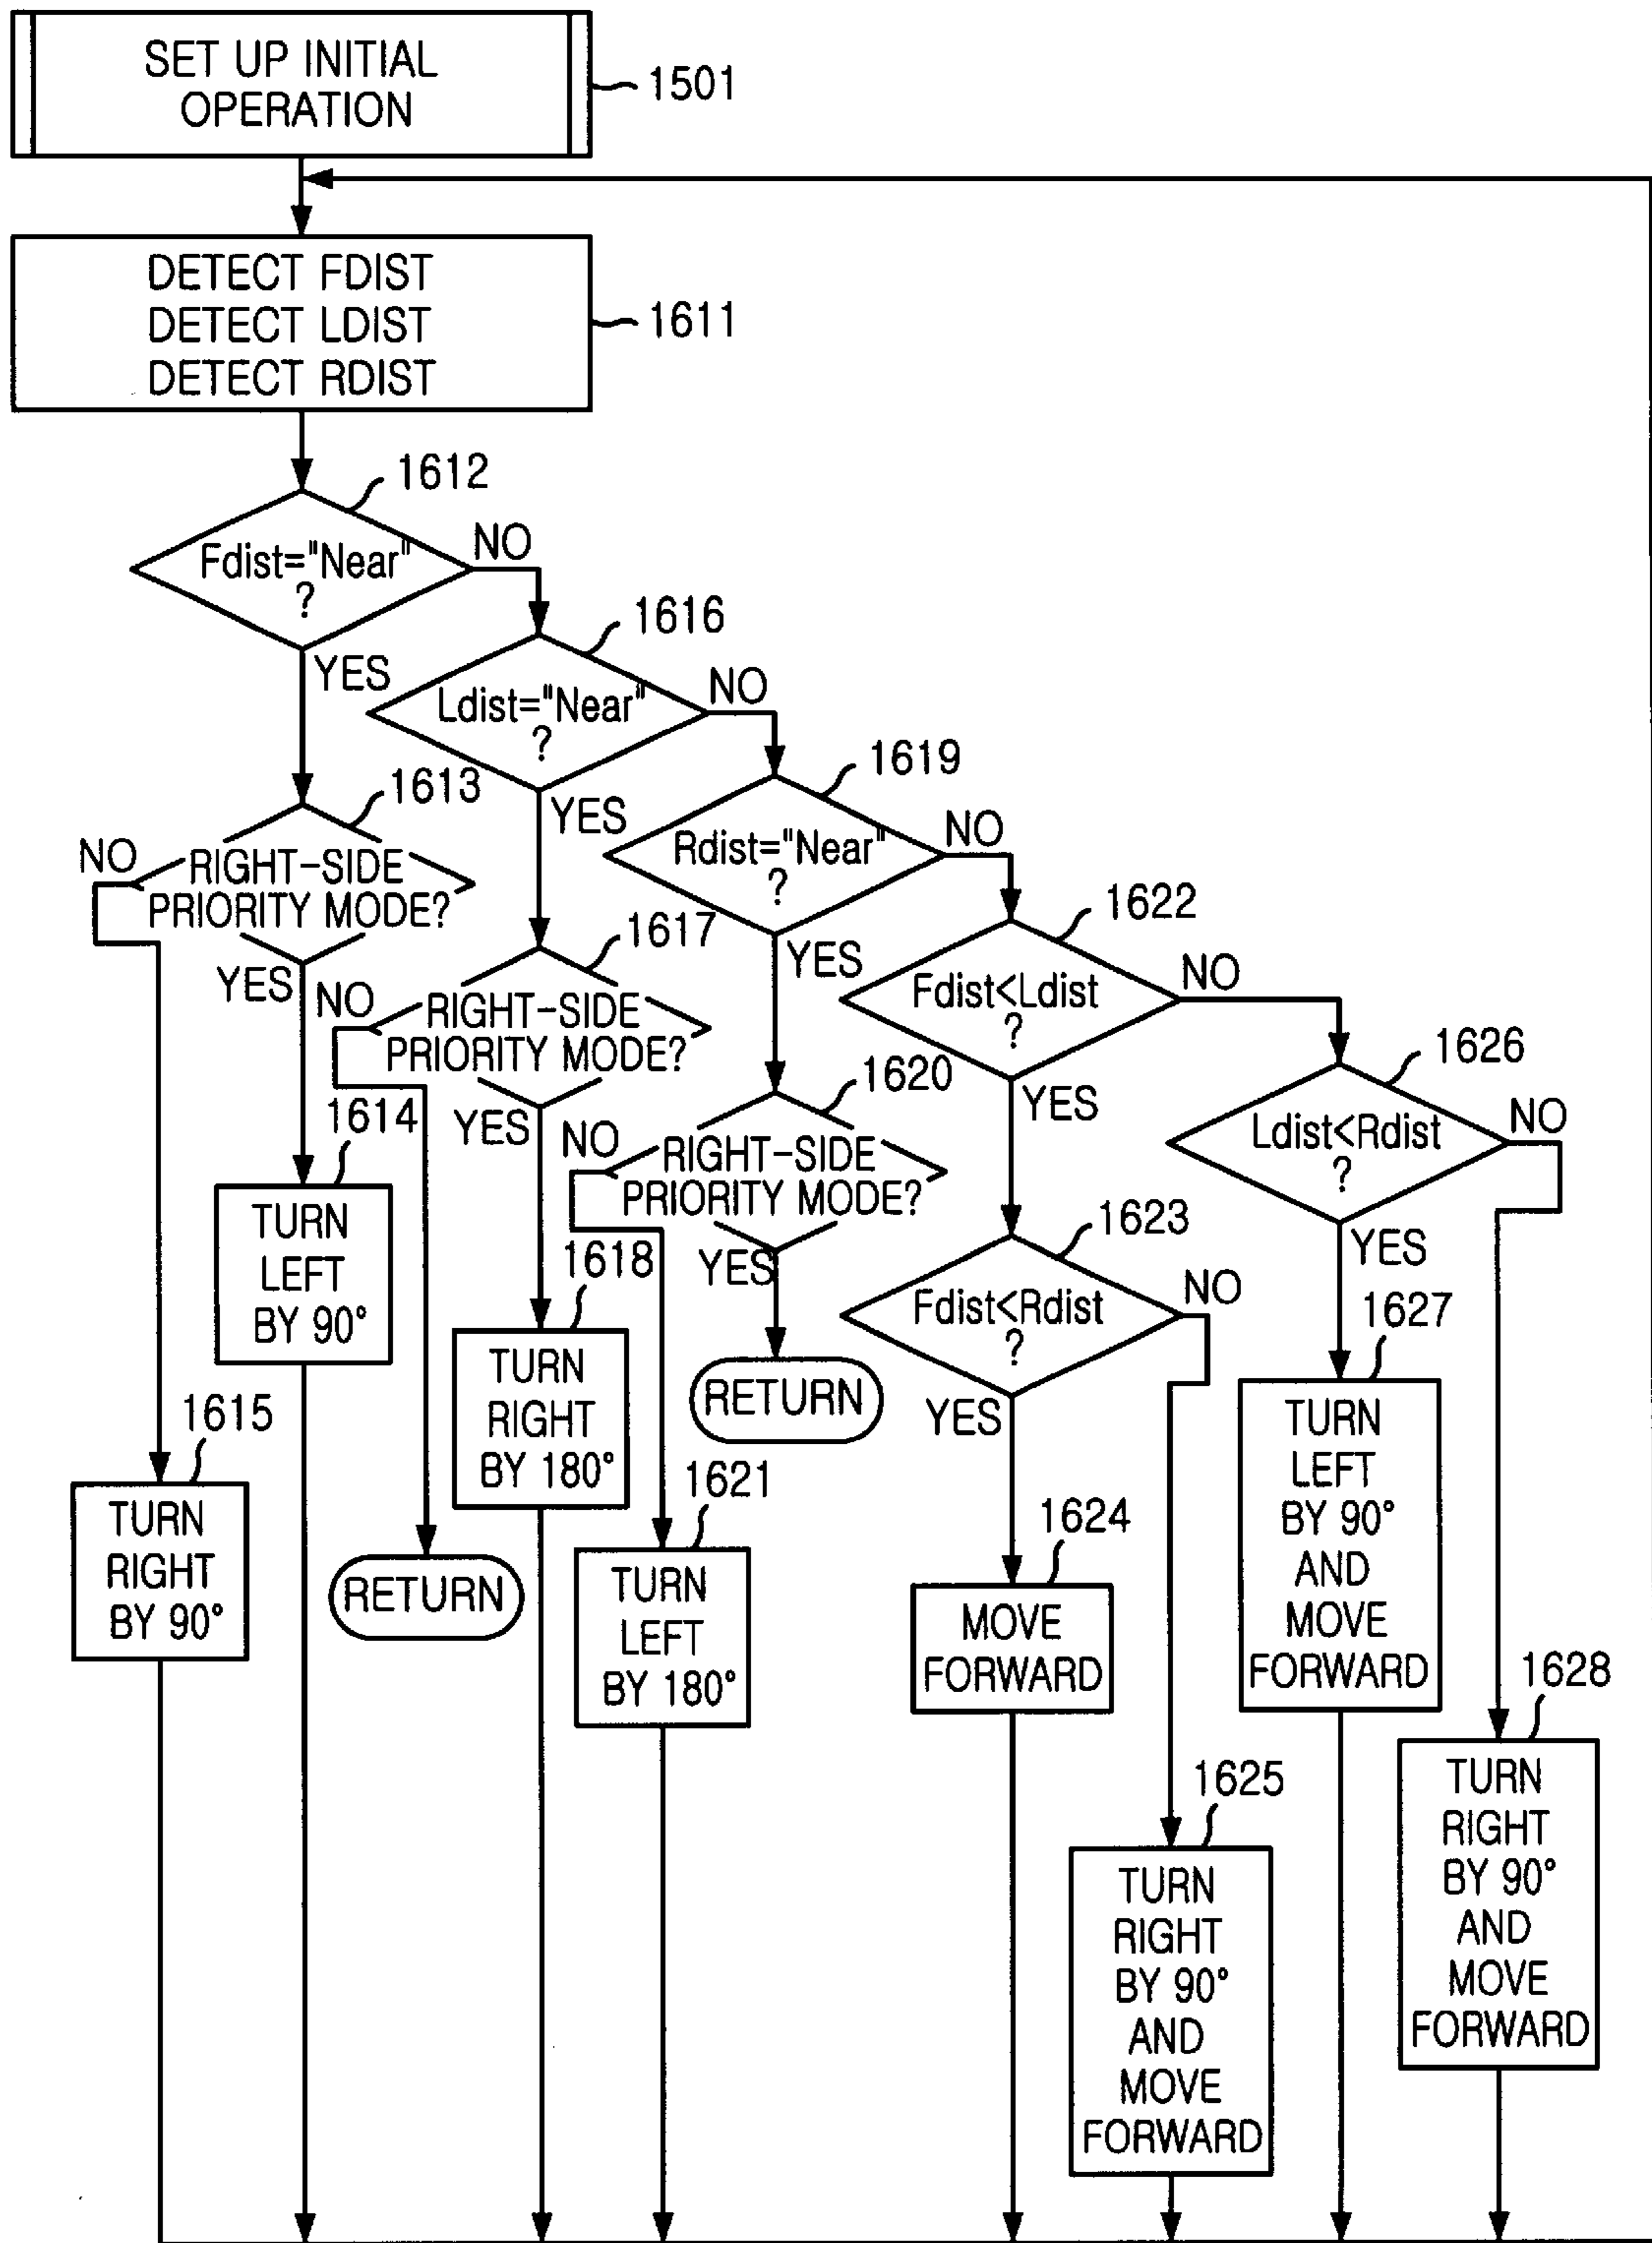 SET UP INITIAL
OPERATION
1501
DETECT FDIST
DETECT LDIST
DETECT RDIST
1611
1612
Fdist="Near"
?
NO
YES
1616
Ldist="Near"
?
NO
YES
1619
Rdist="Near"
?
NO
YES
1613
RIGHT-SIDE
PRIORITY MODE?
NO
YES
1617
RIGHT-SIDE
PRIORITY MODE?
NO
YES
1622
Fdist<Ldist
?
NO
YES
1620
RIGHT-SIDE
PRIORITY MODE?
NO
YES
1626
Ldist<Rdist
?
NO
YES
1614
TURN
LEFT
BY 90°
1623
Fdist<Rdist
?
NO
YES
1618
TURN
RIGHT
BY 180°
RETURN
1627
TURN
LEFT
BY 90°
AND
MOVE
FORWARD
1615
TURN
RIGHT
BY 90°
RETURN
1621
TURN
LEFT
BY 180°
1624
MOVE
FORWARD
1628
TURN
RIGHT
BY 90°
AND
MOVE
FORWARD
1625
TURN
RIGHT
BY 90°
AND
MOVE
FORWARD